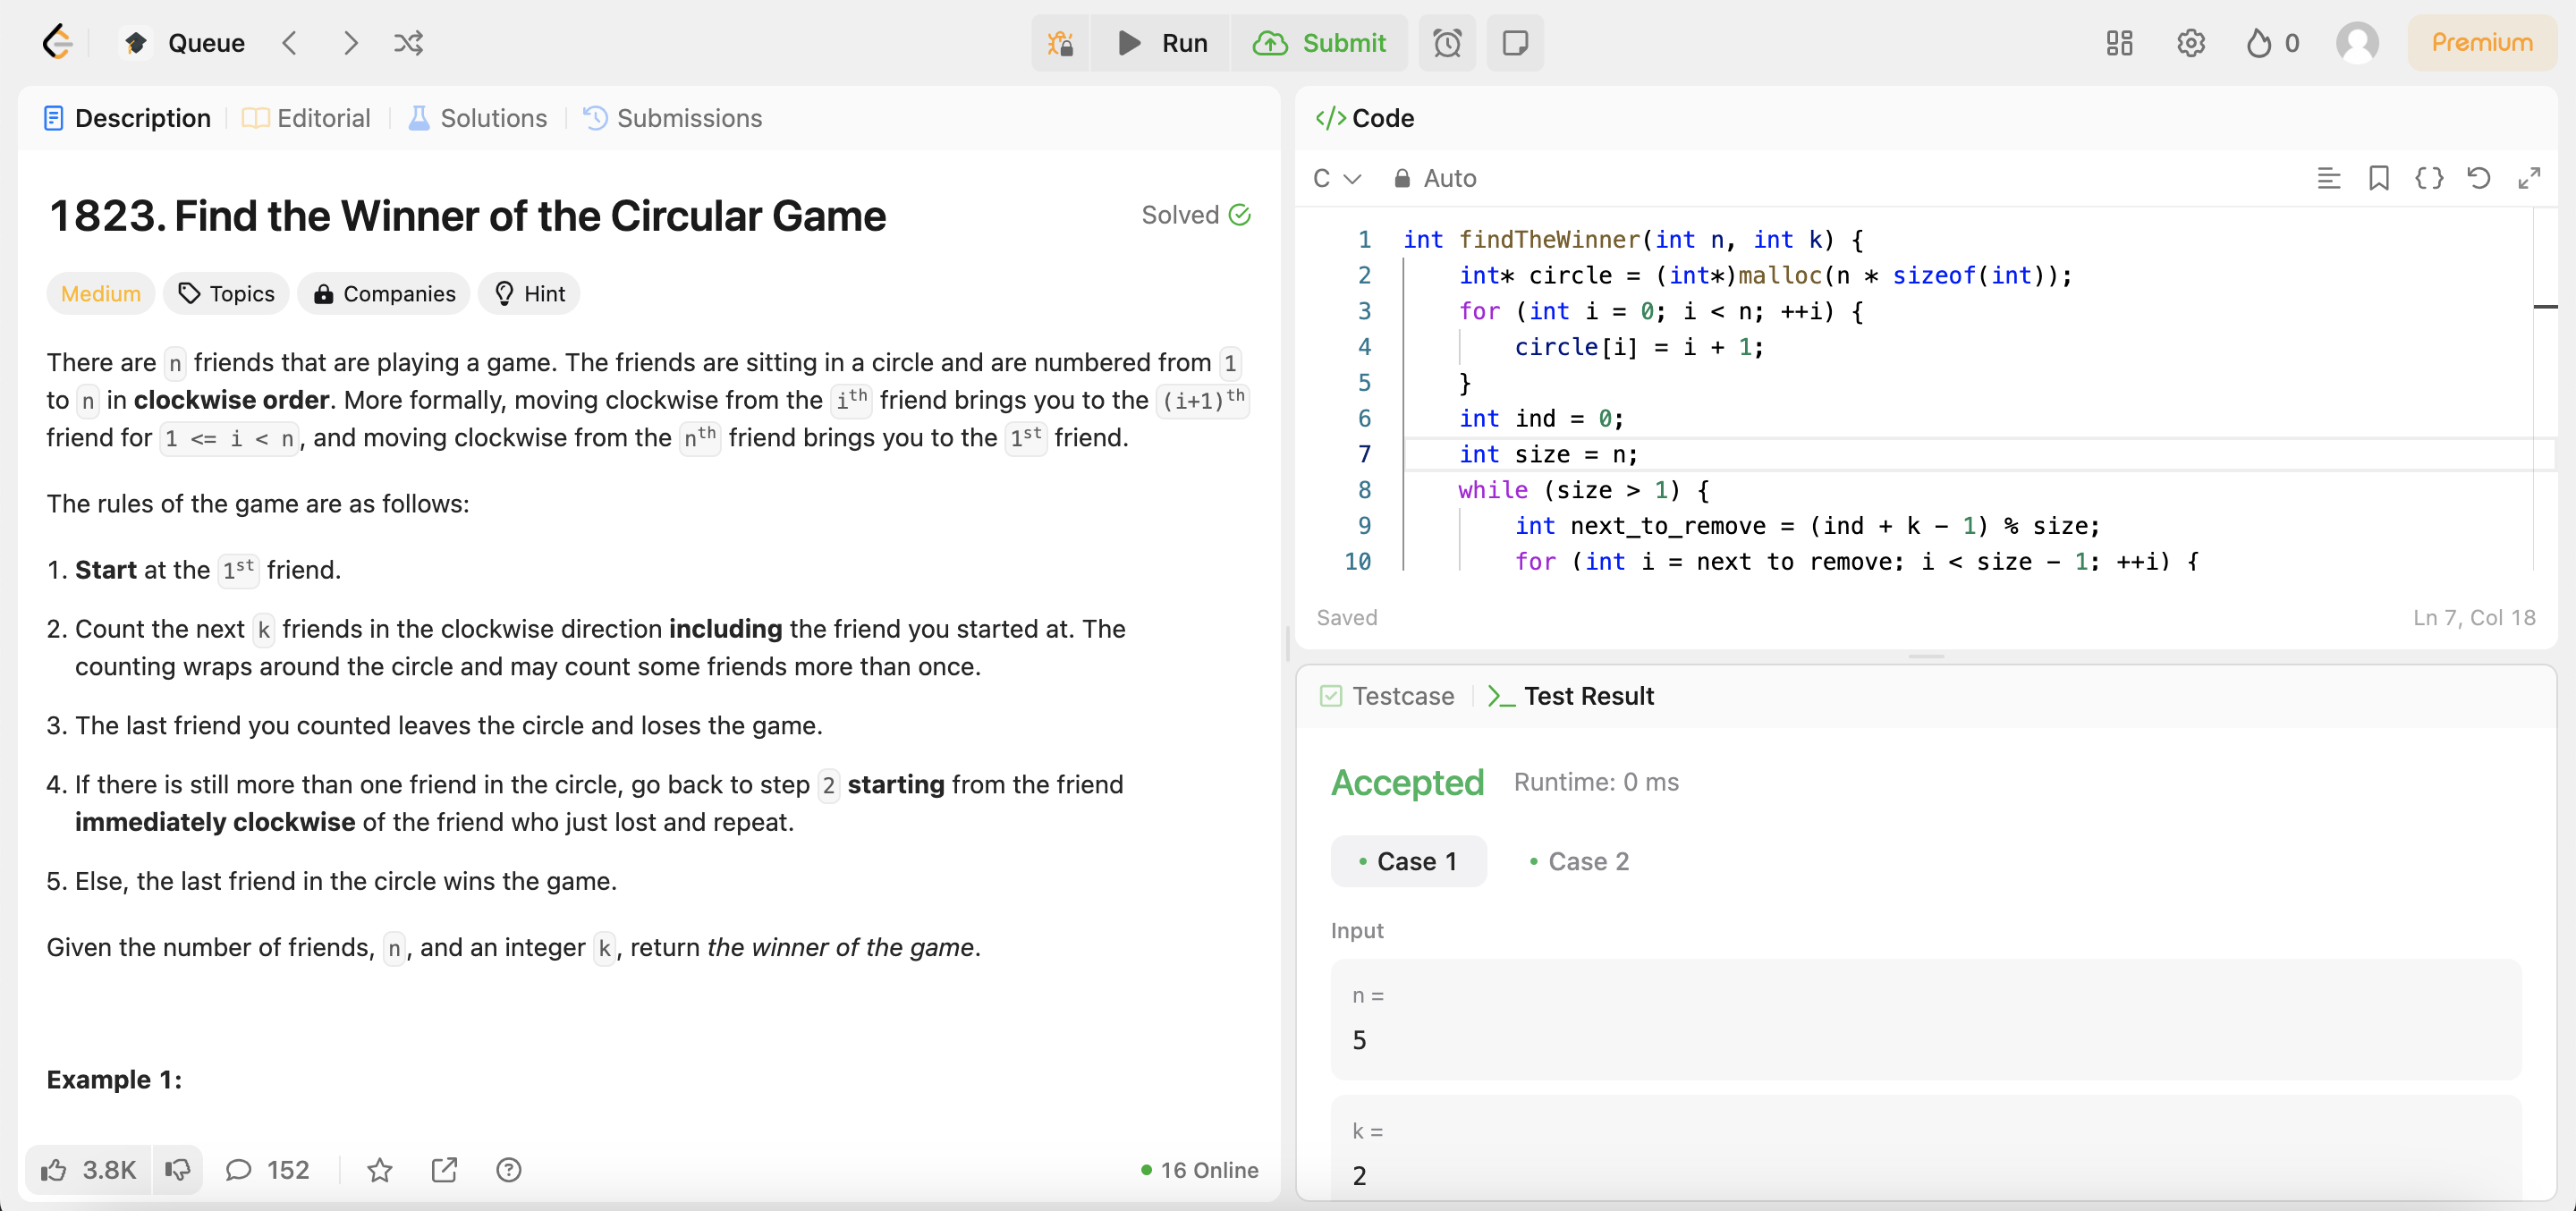 Queue
Run
Submit
0
Premium
Description
Editorial
Solutions
Submissions
1823. Find the Winner of the Circular Game
Solved
Medium
Topics
Companies
Hint
There are n friends that are playing a game. The friends are sitting in a circle and are numbered from 1
to n in clockwise order. More formally, moving clockwise from the ith friend brings you to the (i+1)th
friend for 1 <= i < n, and moving clockwise from the nth friend brings you to the 1st friend.
The rules of the game are as follows:
1. Start at the 1st friend.
2. Count the next k friends in the clockwise direction including the friend you started at. The
counting wraps around the circle and may count some friends more than once.
3. The last friend you counted leaves the circle and loses the game.
4. If there is still more than one friend in the circle, go back to step 2 starting from the friend
immediately clockwise of the friend who just lost and repeat.
5. Else, the last friend in the circle wins the game.
Given the number of friends, n, and an integer k, return the winner of the game.
Example 1:
3.8K
152
16 Online
</> Code
C
Auto
{}
1 int findTheWinner(int n, int k) {
2 int* circle = (int*)malloc(n * sizeof(int));
3 for (int i = 0; i < n; ++i) {
4 circle[i] = i + 1;
5 }
6 int ind = 0;
7 int size = n;
8 while (size > 1) {
9 int next_to_remove = (ind + k - 1) % size;
10 for (int i = next_to_remove; i < size - 1; ++i) {
Saved
Ln 7, Col 18
Testcase
>_ Test Result
Accepted
Runtime: 0 ms
Case 1
Case 2
Input
n =
5
k =
2